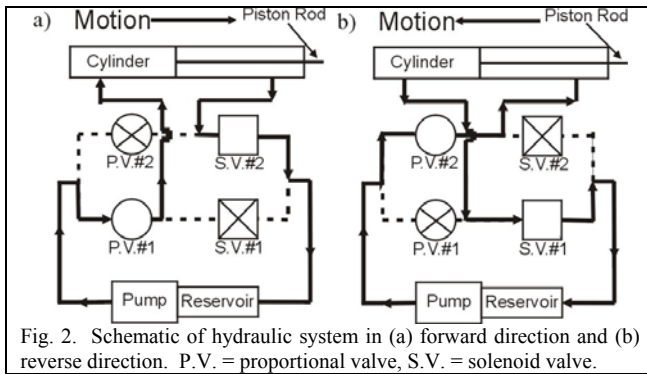 a) Motion Piston Rod
Cylinder
P.V.#2
S.V.#2
P.V.#1
S.V.#1
Pump Reservoir
b) Motion Piston Rod
Cylinder
P.V.#2
S.V.#2
P.V.#1
S.V.#1
Pump Reservoir
Fig. 2. Schematic of hydraulic system in (a) forward direction and (b)
reverse direction. P.V. = proportional valve, S.V. = solenoid valve.